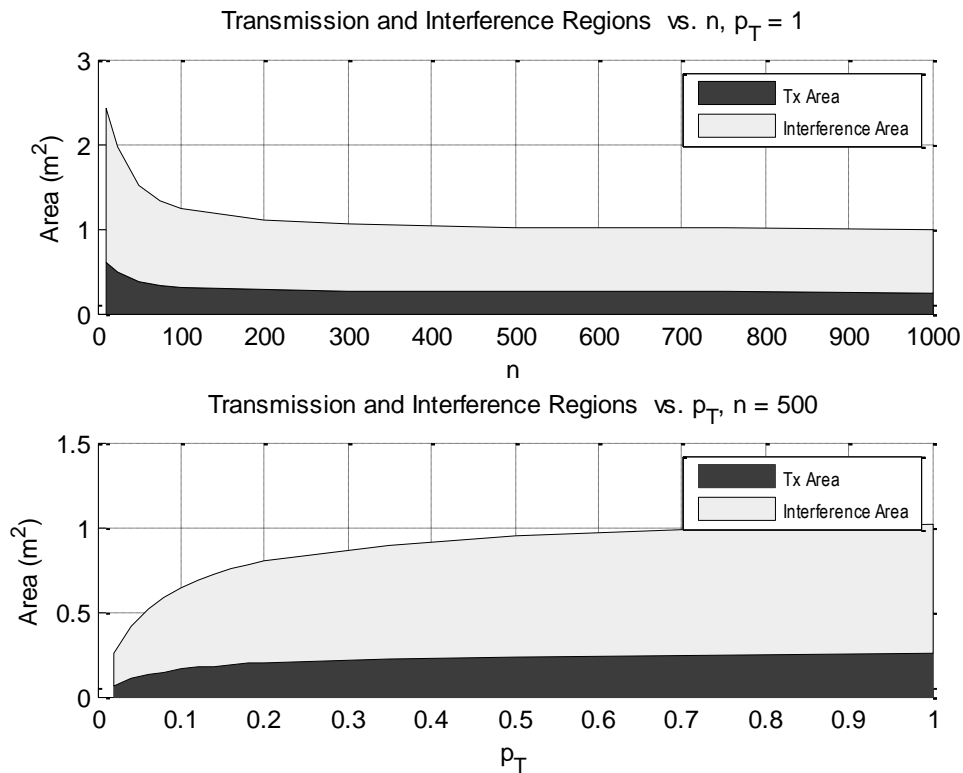 Transmission and Interference Regions vs. n, p_T = 1
3
2
1
0
Area (m²)
Tx Area
Interference Area
0 100 200 300 400 500 600 700 800 900 1000
n
Transmission and Interference Regions vs. p_T, n = 500
1.5
1
0.5
0
Area (m²)
Tx Area
Interference Area
0 0.1 0.2 0.3 0.4 0.5 0.6 0.7 0.8 0.9 1
p_T